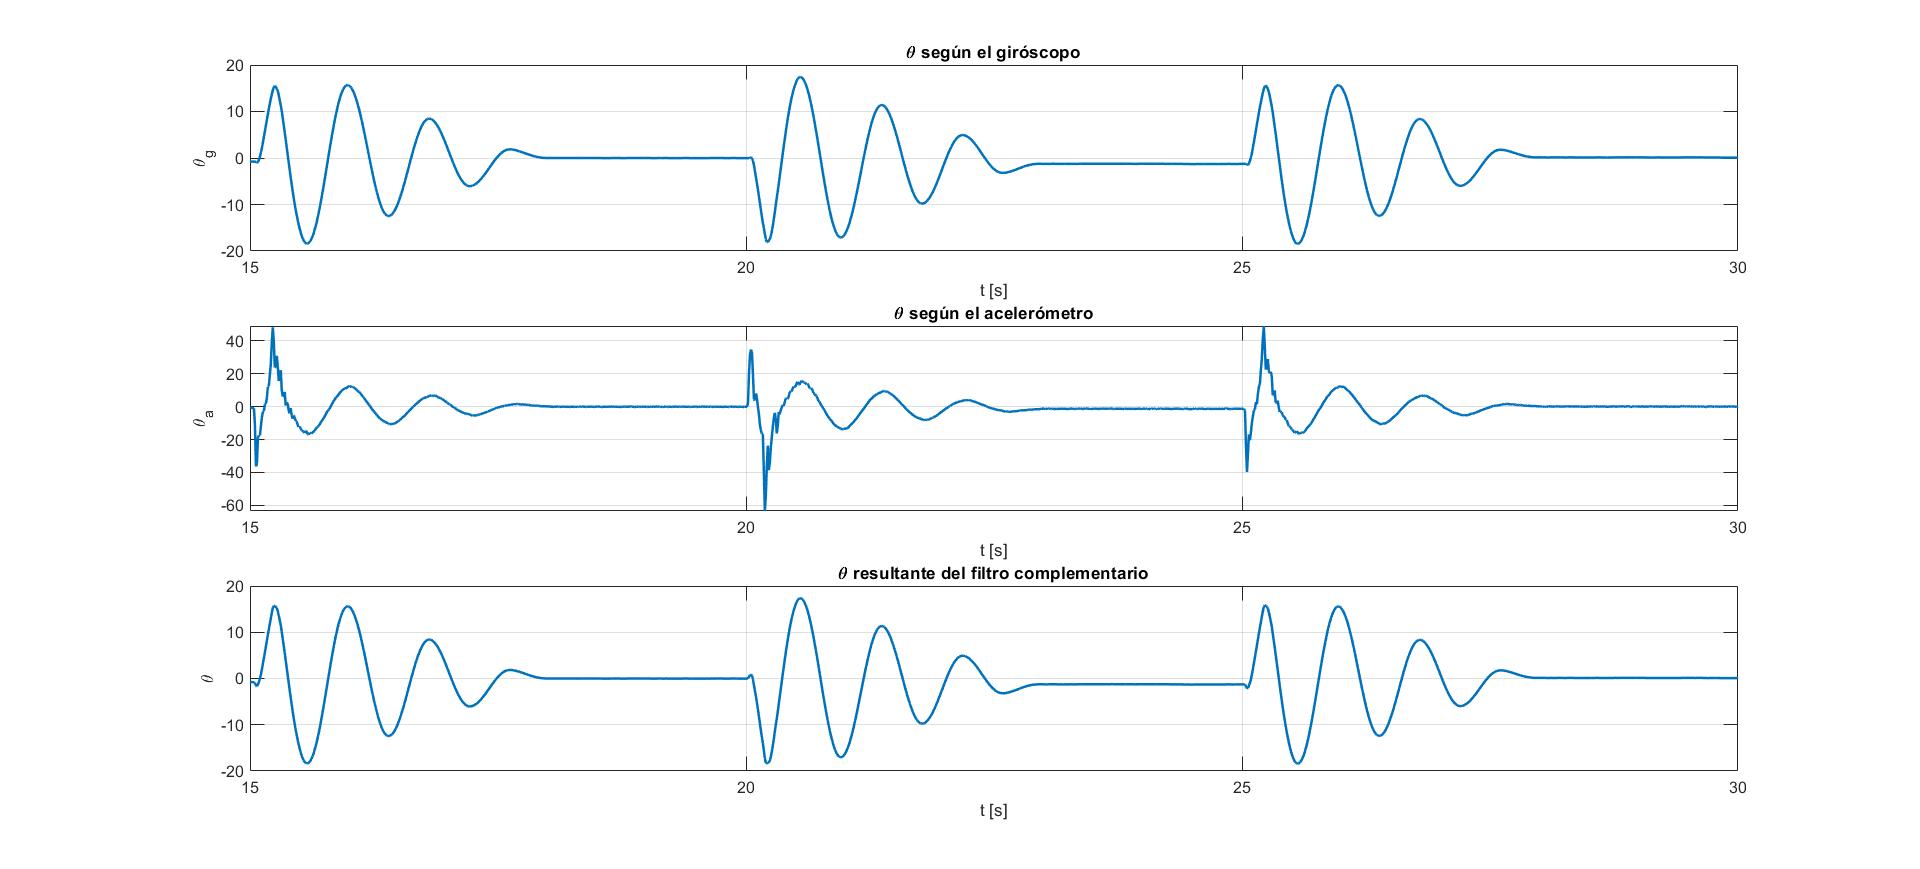 θ según el giróscopo
20
10
0
-10
-20
θg
15 20 25 30
t [s]
θ según el acelerómetro
40
20
0
-20
-40
-60
θa
15 20 25 30
t [s]
θ resultante del filtro complementario
20
10
0
-10
-20
θ
15 20 25 30
t [s]